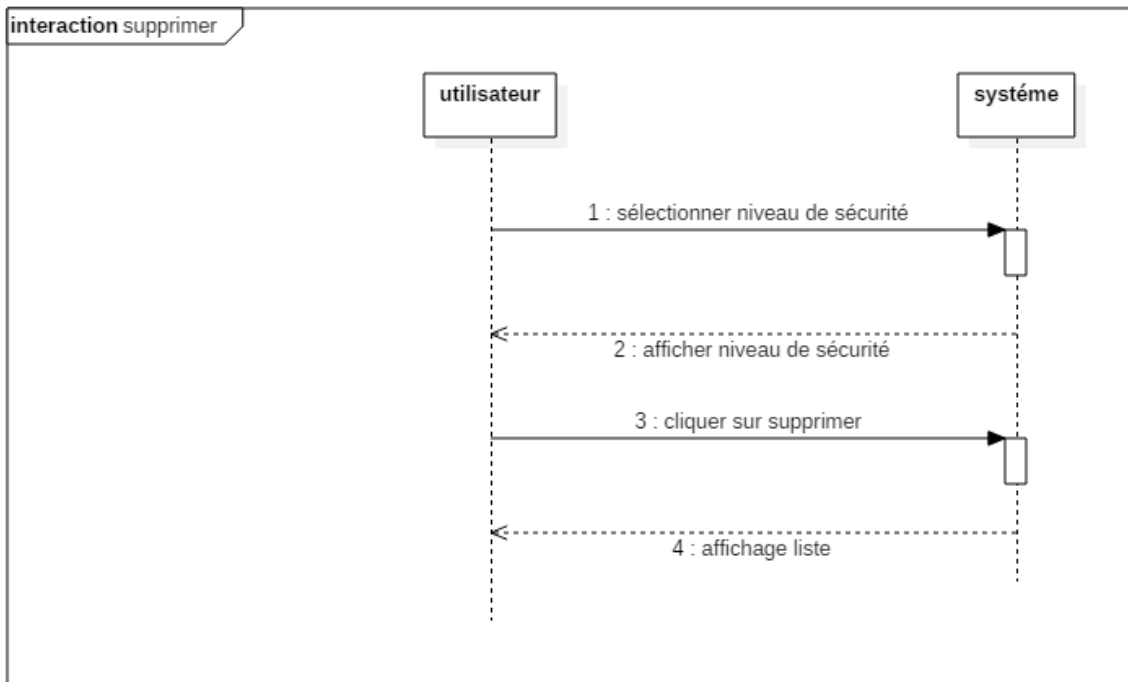 interaction supprimer
utilisateur
systéme
1 : sélectionner niveau de sécurité
2 : afficher niveau de sécurité
3 : cliquer sur supprimer
4 : affichage liste